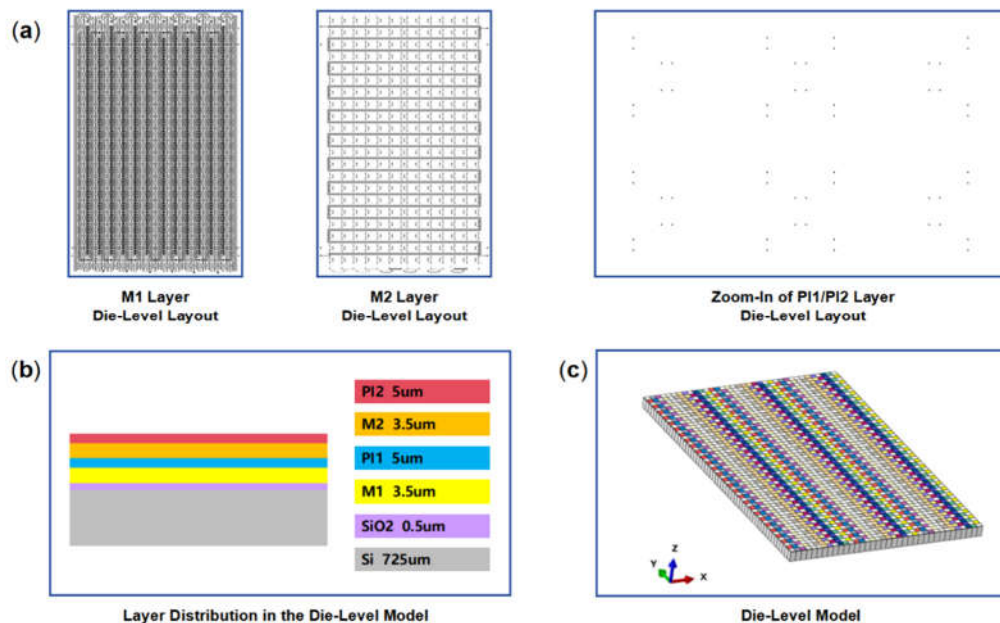 (a)
M1 Layer
Die-Level Layout
M2 Layer
Die-Level Layout
Zoom-In of PI1/PI2 Layer
Die-Level Layout
(b)
PI2 5um
M2 3.5um
PI1 5um
M1 3.5um
SiO2 0.5um
Si 725um
Layer Distribution in the Die-Level Model
(c)
Z
Y
X
Die-Level Model